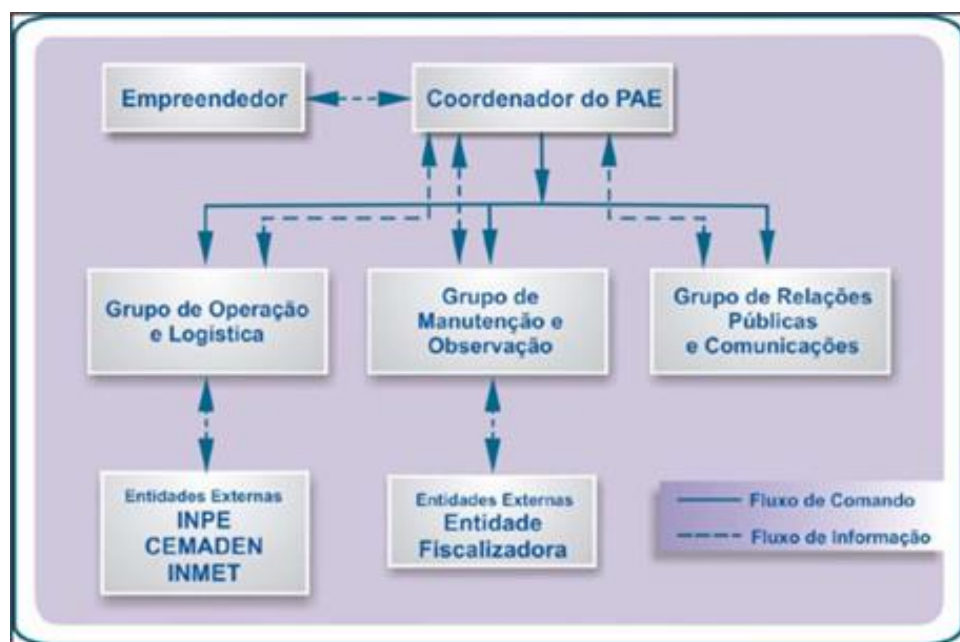 Empreendedor
Coordenador do PAE
Grupo de Operação
e Logística
Grupo de
Manutenção e
Observação
Grupo de Relações
Públicas
e Comunicações
Entidades Externas
INPE
CEMADEN
INMET
Entidades Externas
Entidade
Fiscalizadora
Fluxo de Comando
Fluxo de Informação